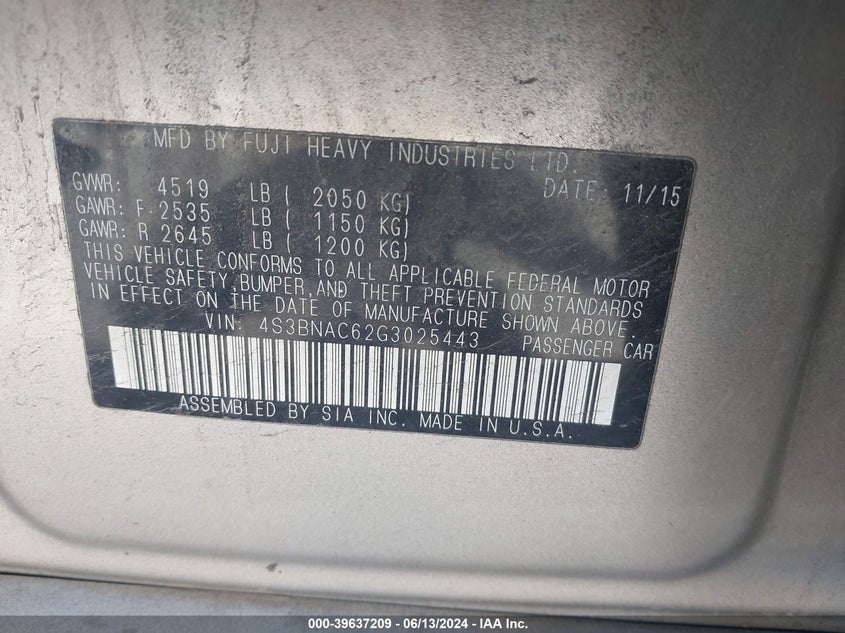 MFD BY FUJI HEAVY INDUSTRIES LTD.
DATE: 11/15
GVWR: 4519 LB ( 2050 KG)
GAWR: F 2535 LB ( 1150 KG)
GAWR: R 2645 LB ( 1200 KG)
THIS VEHICLE CONFORMS TO ALL APPLICABLE FEDERAL MOTOR
VEHICLE SAFETY,BUMPER,AND THEFT PREVENTION STANDARDS
IN EFFECT ON THE DATE OF MANUFACTURE SHOWN ABOVE.
VIN: 4S3BNAC62G3025443 PASSENGER CAR
ASSEMBLED BY SIA INC. MADE IN U.S.A.
000-39637209 - 06/13/2024 - IAA Inc.